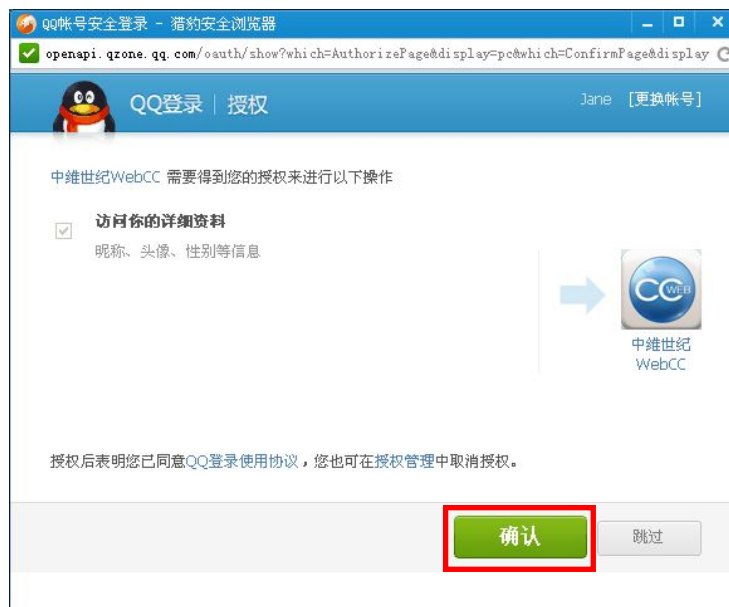 QQ帐号安全登录 - 猎豹安全浏览器
openapi.qzone.qq.com/oauth/show?which=AuthorizePage&display=pc&which=ConfirmPage&display
QQ登录 | 授权
Jane [更换帐号]
中维世纪WebCC 需要得到您的授权来进行以下操作
访问你的详细资料
昵称、头像、性别等信息
CC WEB
中维世纪
WebCC
授权后表明您已同意QQ登录使用协议，您也可在授权管理中取消授权。
确认
跳过